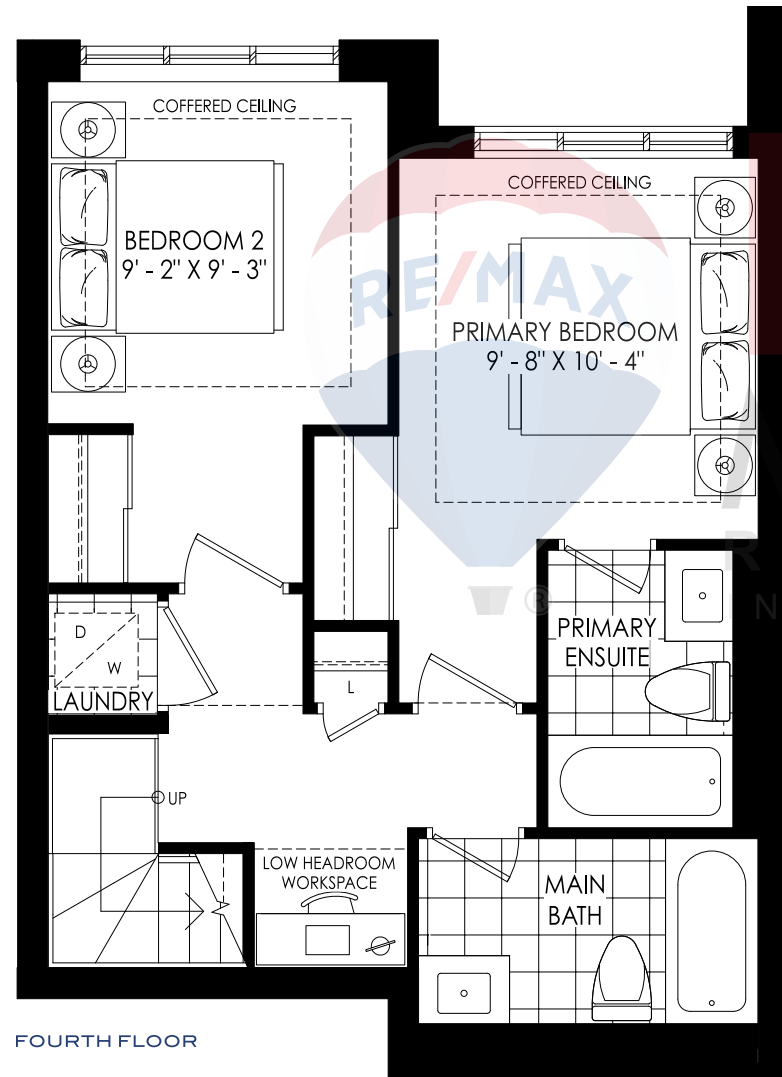 COFFERED CEILING
BEDROOM 2
9' - 2" X 9' - 3"
COFFERED CEILING
RE/MAX
PRIMARY BEDROOM
9' - 8" X 10' - 4"
®
R
IN
D
W
LAUNDRY
L
PRIMARY
ENSUITE
UP
LOW HEADROOM
WORKSPACE
MAIN
BATH
FOURTH FLOOR